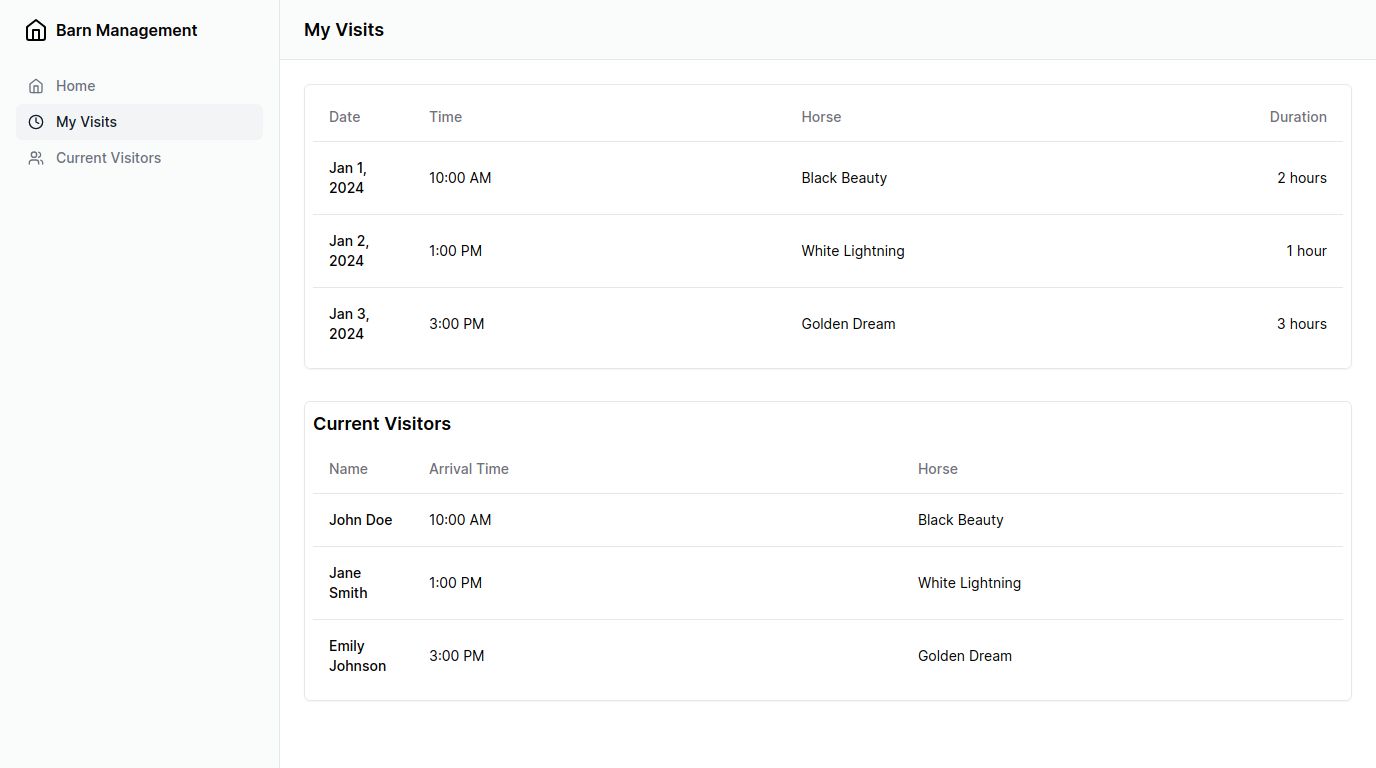 Barn Management
Home
My Visits
Current Visitors
My Visits
Date Time Horse Duration
Jan 1,
2024
10:00 AM Black Beauty 2 hours
Jan 2,
2024
1:00 PM White Lightning 1 hour
Jan 3,
2024
3:00 PM Golden Dream 3 hours
Current Visitors
Name Arrival Time Horse
John Doe 10:00 AM Black Beauty
Jane
Smith
1:00 PM White Lightning
Emily
Johnson
3:00 PM Golden Dream